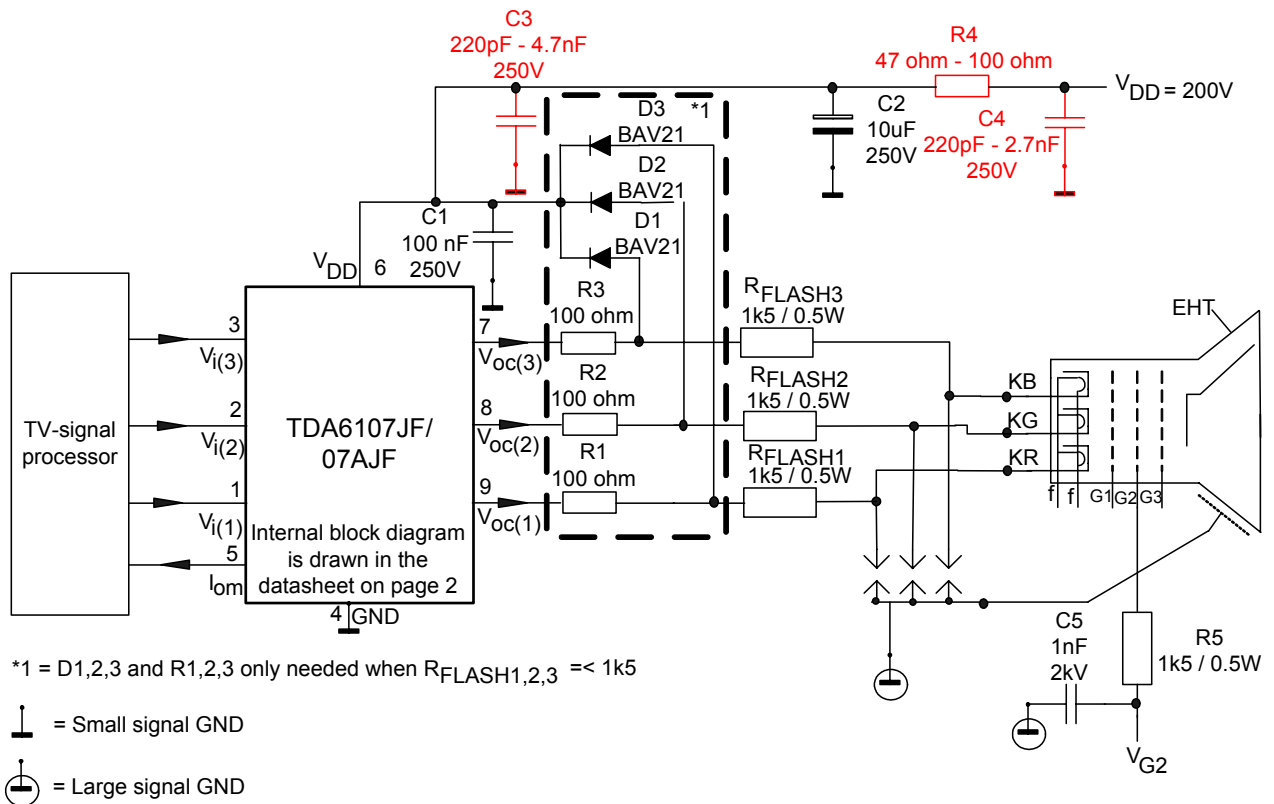 C3
220pF - 4.7nF
250V
R4
47 ohm - 100 ohm
VDD = 200V
C2
10uF
250V
C4
220pF - 2.7nF
250V
*1
D3
BAV21
D2
BAV21
D1
BAV21
C1
100 nF
250V
VDD
6
R3
100 ohm
R2
100 ohm
R1
100 ohm
RFLASH3
1k5 / 0.5W
RFLASH2
1k5 / 0.5W
RFLASH1
1k5 / 0.5W
EHT
KB
KG
KR
f
f
G1
G2
G3
TV-signal
processor
3
Vi(3)
2
Vi(2)
1
Vi(1)
5
Iom
TDA6107JF/
07AJF
Internal block diagram
is drawn in the
datasheet on page 2
7
Voc(3)
8
Voc(2)
9
Voc(1)
4
GND
C5
1nF
2kV
R5
1k5 / 0.5W
VG2
*1 = D1,2,3 and R1,2,3 only needed when RFLASH1,2,3 =< 1k5
= Small signal GND
= Large signal GND